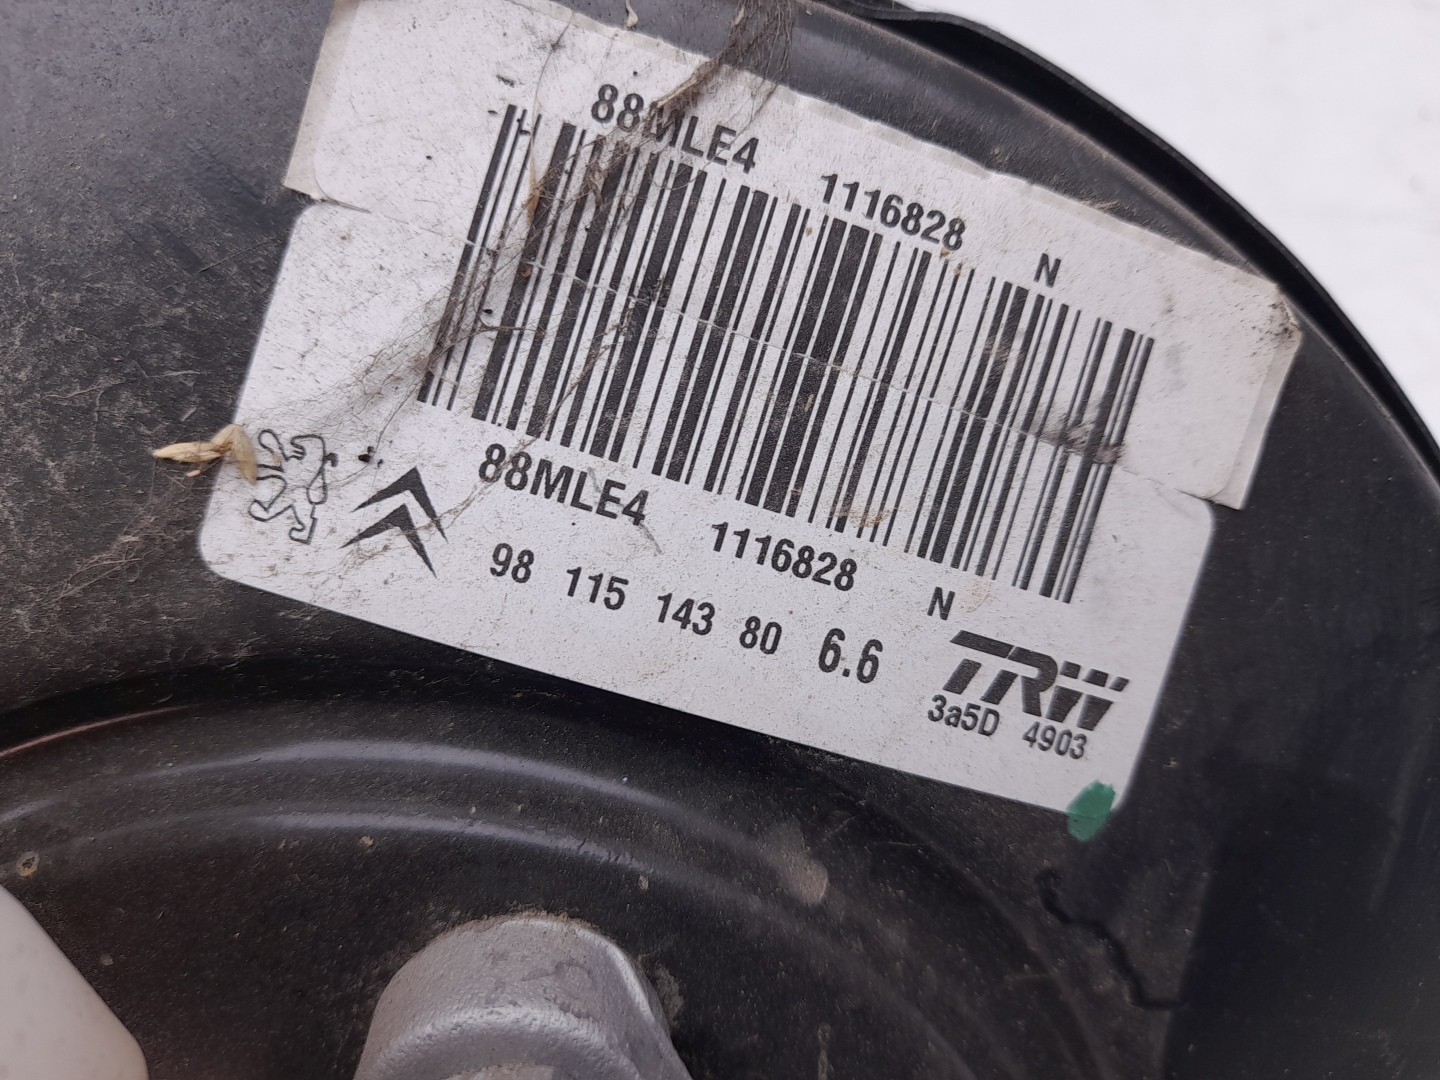 88MLE4 1116828 N
88MLE4 1116828 N
98 115 143 80 6.6
TRW
3a5D 4903